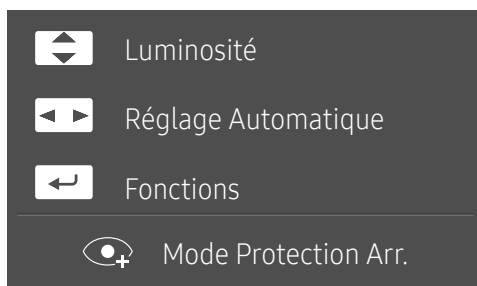 Luminosité
Réglage Automatique
Fonctions
Mode Protection Arr.